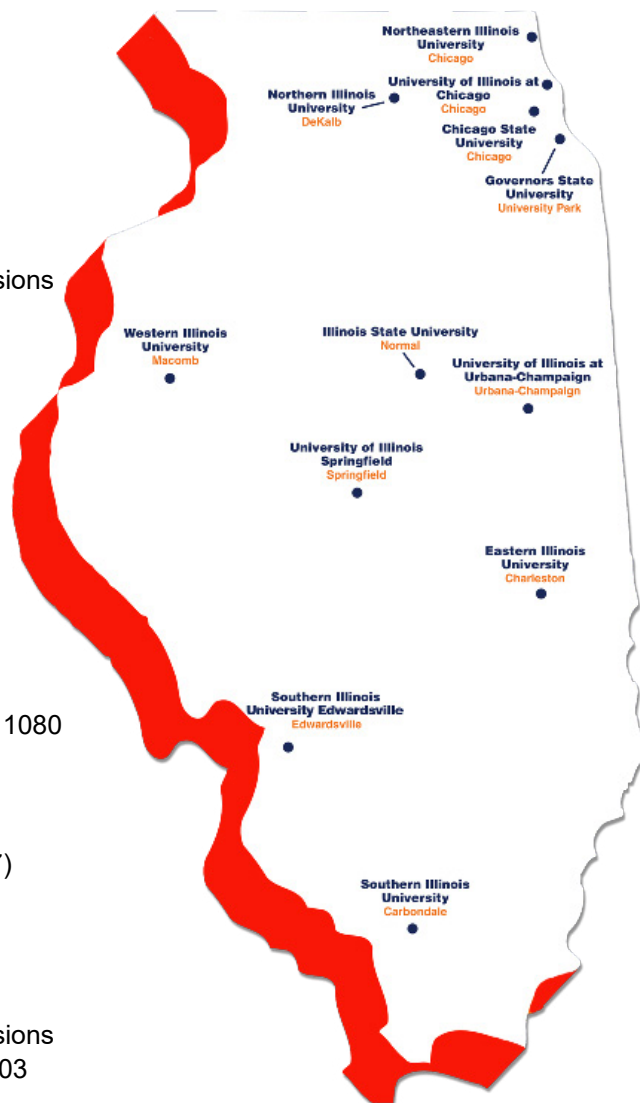 Northeastern Illinois
University
Chicago
University of Illinois at
Chicago
Chicago
Northern Illinois
University
DeKalb
Chicago State
University
Chicago
Governors State
University
University Park
sions
Western Illinois
University
Macomb
Illinois State University
Normal
University of Illinois at
Urbana-Champaign
Urbana-Champaign
University of Illinois
Springfield
Springfield
Eastern Illinois
University
Charleston
Southern Illinois
University Edwardsville
Edwardsville
1080
)
Southern Illinois
University
Carbondale
sions
03